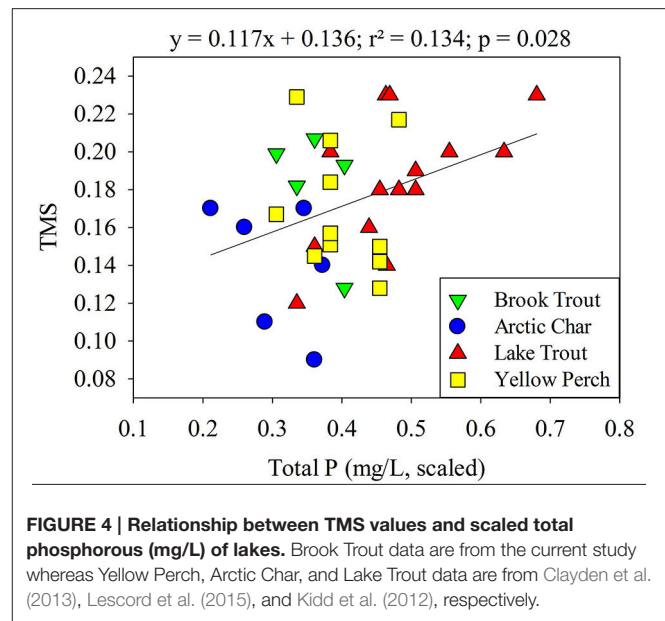 y = 0.117x + 0.136; r² = 0.134; p = 0.028
0.24
0.22
0.20
0.18
0.16
0.14
0.12
0.10
0.08
TMS
Brook Trout
Arctic Char
Lake Trout
Yellow Perch
0.1 0.2 0.3 0.4 0.5 0.6 0.7 0.8
Total P (mg/L, scaled)
FIGURE 4 | Relationship between TMS values and scaled total
phosphorous (mg/L) of lakes. Brook Trout data are from the current study
whereas Yellow Perch, Arctic Char, and Lake Trout data are from Clayden et al.
(2013), Lescord et al. (2015), and Kidd et al. (2012), respectively.